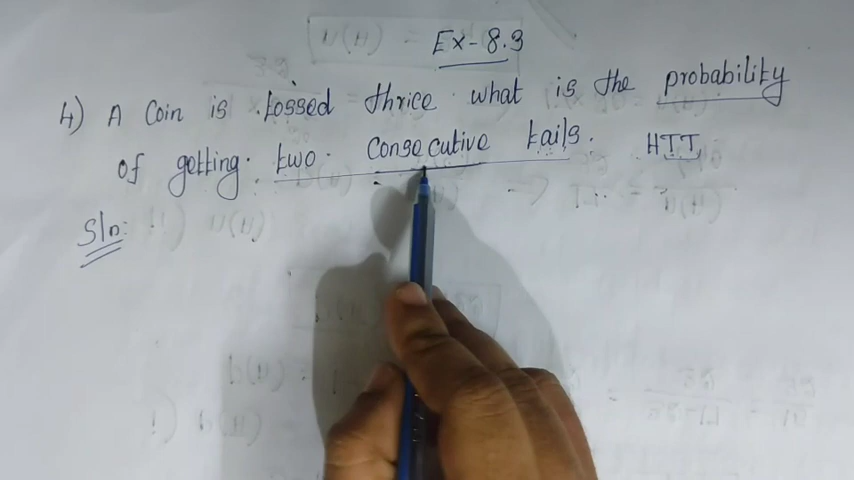 Ex-8.3
4) A Coin is tossed thrice what is the probability
of getting two consecutive tails. HTT
Sln: